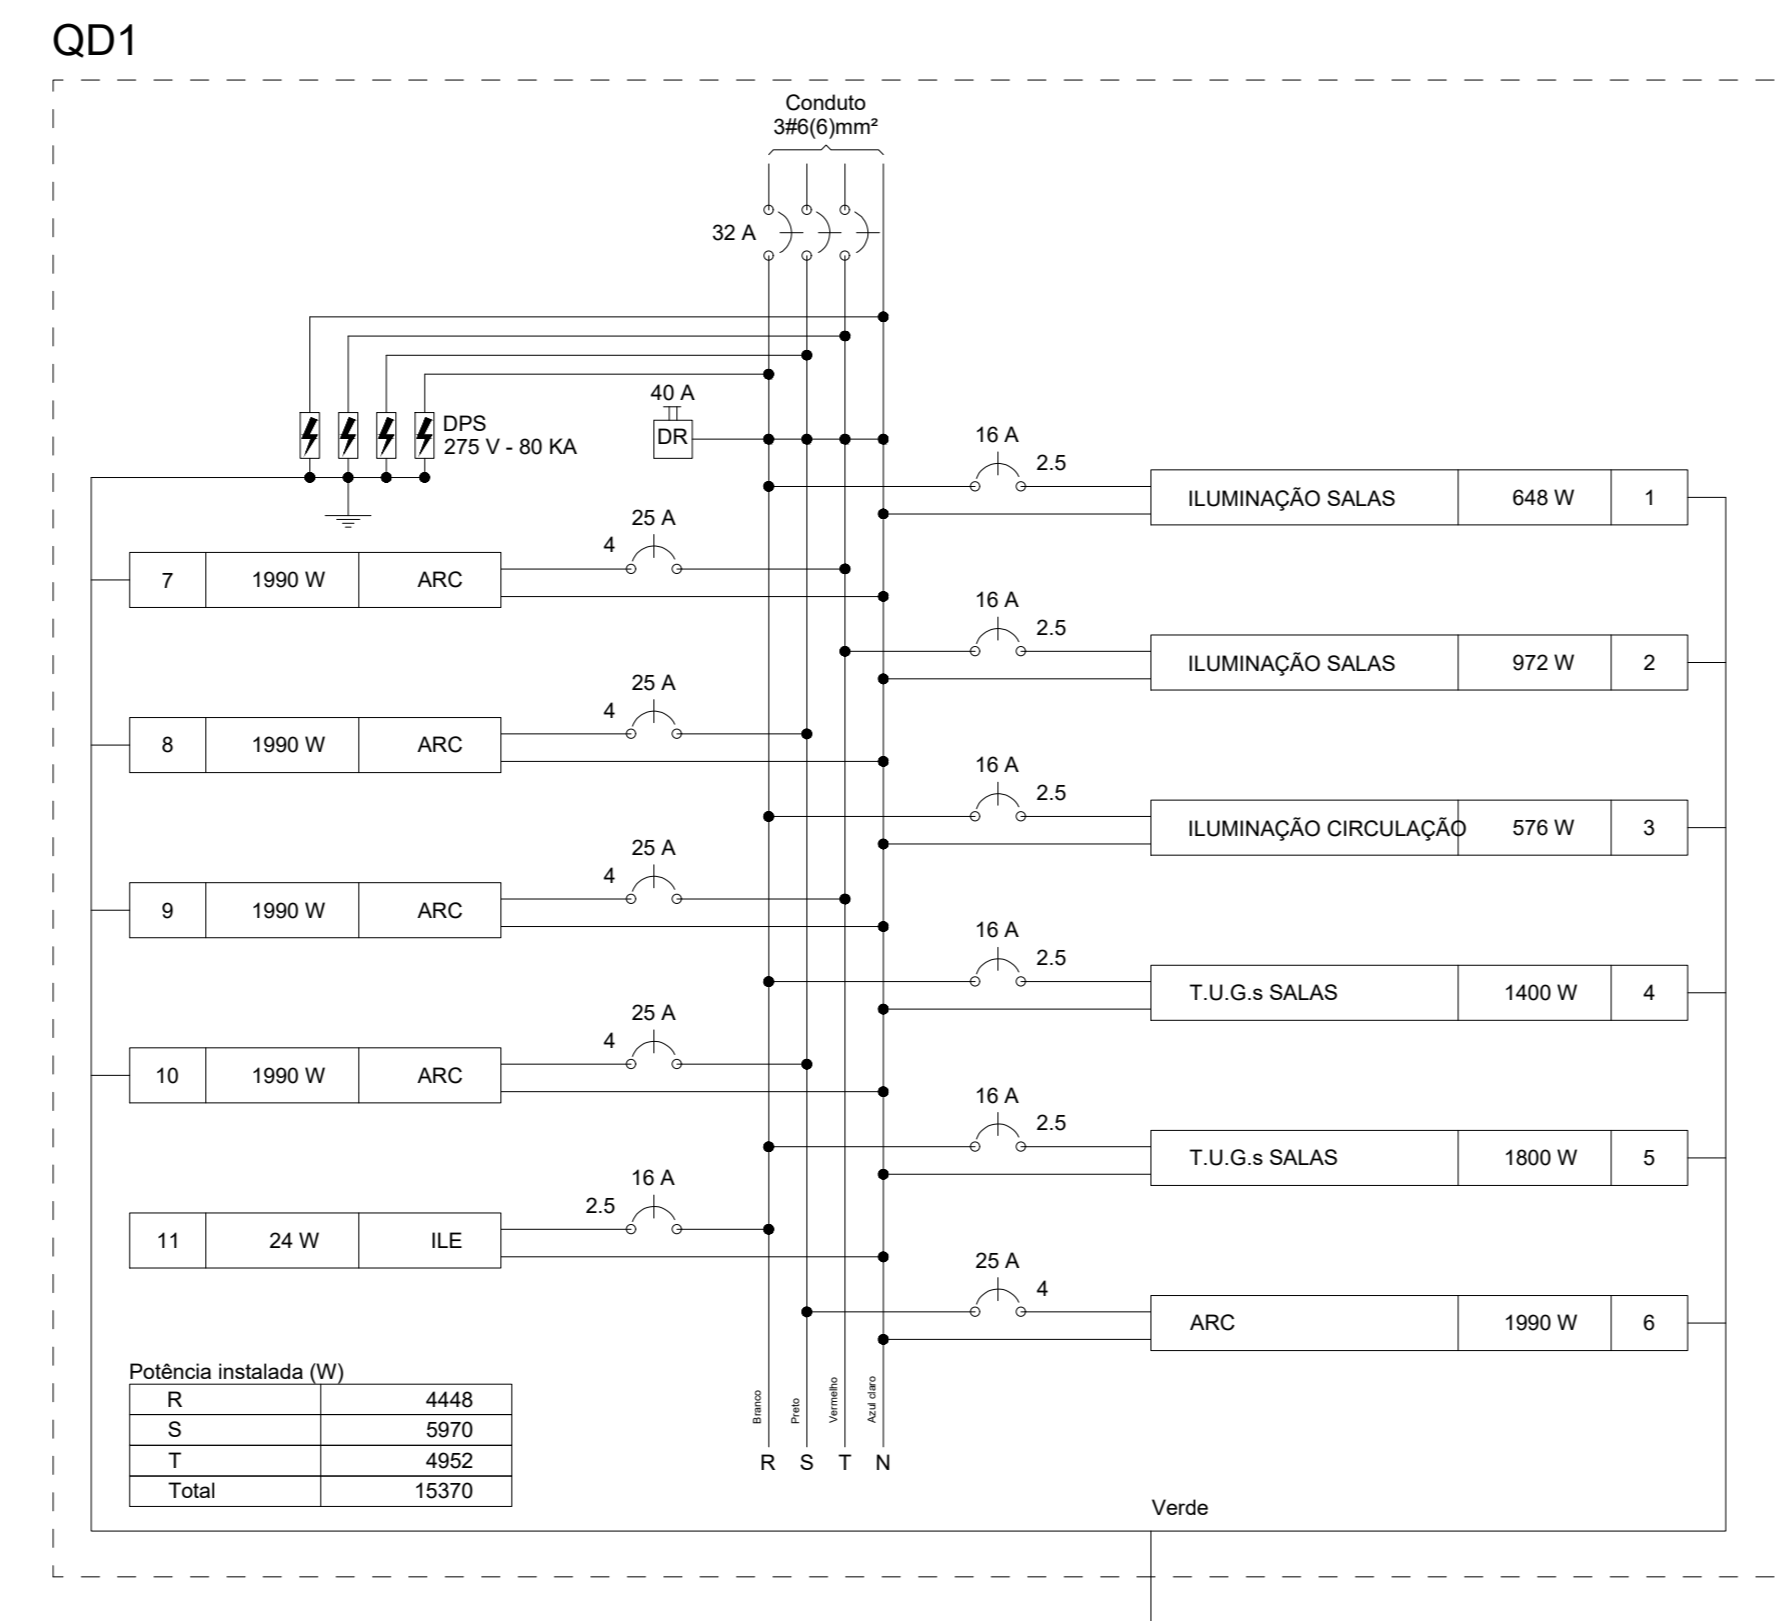 QD1
Conduto
3#6(6)mm²
32 A
DPS
275 V - 80 KA
40 A
DR
16 A
2.5
ILUMINAÇÃO SALAS 648 W 1
25 A
4
7 1990 W ARC
16 A
2.5
ILUMINAÇÃO SALAS 972 W 2
25 A
4
8 1990 W ARC
16 A
2.5
ILUMINAÇÃO CIRCULAÇÃO 576 W 3
25 A
4
9 1990 W ARC
16 A
2.5
T.U.G.s SALAS 1400 W 4
25 A
4
10 1990 W ARC
16 A
2.5
T.U.G.s SALAS 1800 W 5
16 A
2.5
11 24 W ILE
25 A
4
ARC 1990 W 6
Potência instalada (W)
R 4448
S 5970
T 4952
Total 15370
Branco
Preto
Vermelho
Azul claro
R S T N
Verde